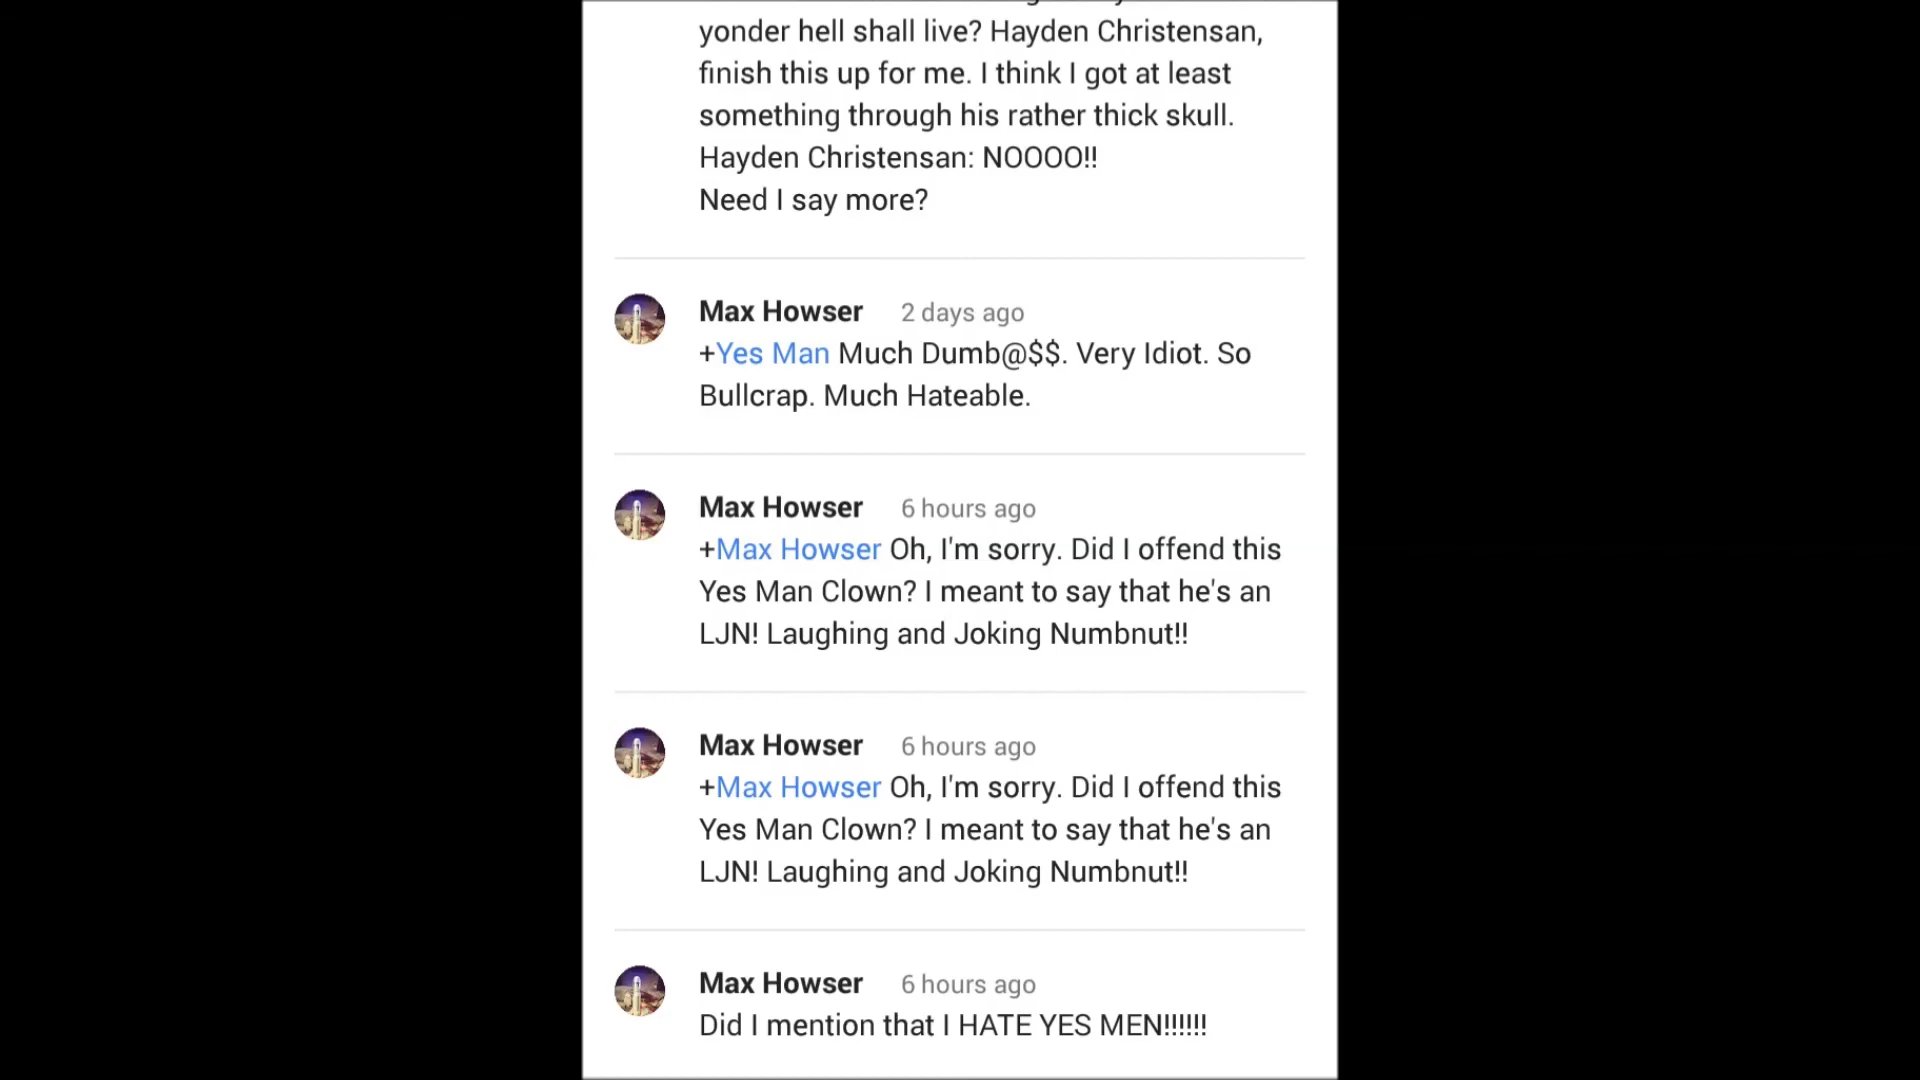 yonder hell shall live? Hayden Christensan,
finish this up for me. I think I got at least
something through his rather thick skull.
Hayden Christensan: NOOOO!!
Need I say more?
Max Howser 2 days ago
+Yes Man Much Dumb@$$. Very Idiot. So
Bullcrap. Much Hateable.
Max Howser 6 hours ago
+Max Howser Oh, I'm sorry. Did I offend this
Yes Man Clown? I meant to say that he's an
LJN! Laughing and Joking Numbnut!!
Max Howser 6 hours ago
+Max Howser Oh, I'm sorry. Did I offend this
Yes Man Clown? I meant to say that he's an
LJN! Laughing and Joking Numbnut!!
Max Howser 6 hours ago
Did I mention that I HATE YES MEN!!!!!!